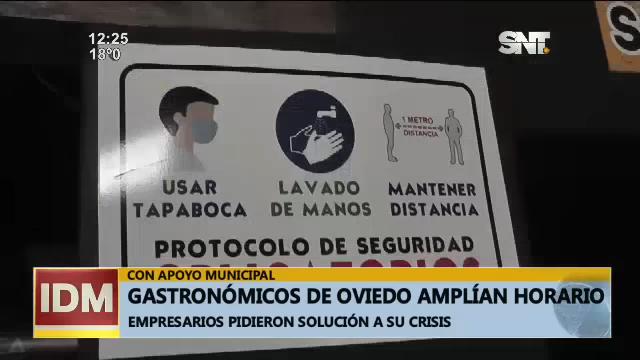 12:25
18°0
SNT
1 METRO
DISTANCIA
USAR
TAPABOCA
LAVADO
DE MANOS
MANTENER
DISTANCIA
PROTOCOLO DE SEGURIDAD
CON APOYO MUNICIPAL
IDM
GASTRONÓMICOS DE OVIEDO AMPLÍAN HORARIO
EMPRESARIOS PIDIERON SOLUCIÓN A SU CRISIS